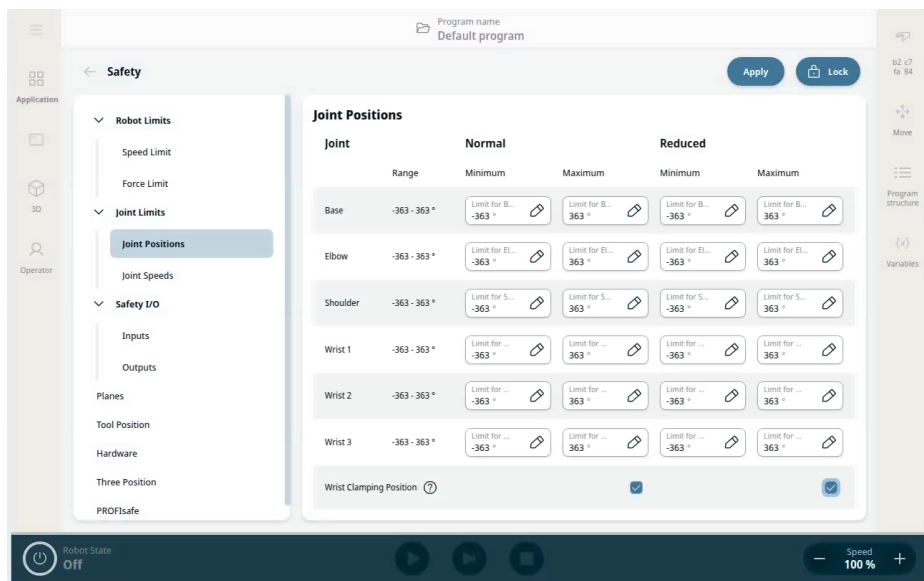 Program name
Default program
b2 c7
fa 84
Safety
Apply
Lock
Application
3D
Operator
Robot Limits
Speed Limit
Force Limit
Joint Limits
Joint Positions
Joint Speeds
Safety I/O
Inputs
Outputs
Planes
Tool Position
Hardware
Three Position
PROFIsafe
Joint Positions
Joint Normal Reduced
Range Minimum Maximum Minimum Maximum
Limit for B... Limit for B... Limit for B... Limit for B...
Base -363 - 363 ° -363 ° 363 ° -363 ° 363 °
Limit for El... Limit for El... Limit for El... Limit for El...
Elbow -363 - 363 ° -363 ° 363 ° -363 ° 363 °
Limit for S... Limit for S... Limit for S... Limit for S...
Shoulder -363 - 363 ° -363 ° 363 ° -363 ° 363 °
Limit for ... Limit for ... Limit for ... Limit for ...
Wrist 1 -363 - 363 ° -363 ° 363 ° -363 ° 363 °
Limit for ... Limit for ... Limit for ... Limit for ...
Wrist 2 -363 - 363 ° -363 ° 363 ° -363 ° 363 °
Limit for ... Limit for ... Limit for ... Limit for ...
Wrist 3 -363 - 363 ° -363 ° 363 ° -363 ° 363 °
Wrist Clamping Position ?
Move
Program
structure
{x}
Variables
Robot State
Off
Speed
100 %